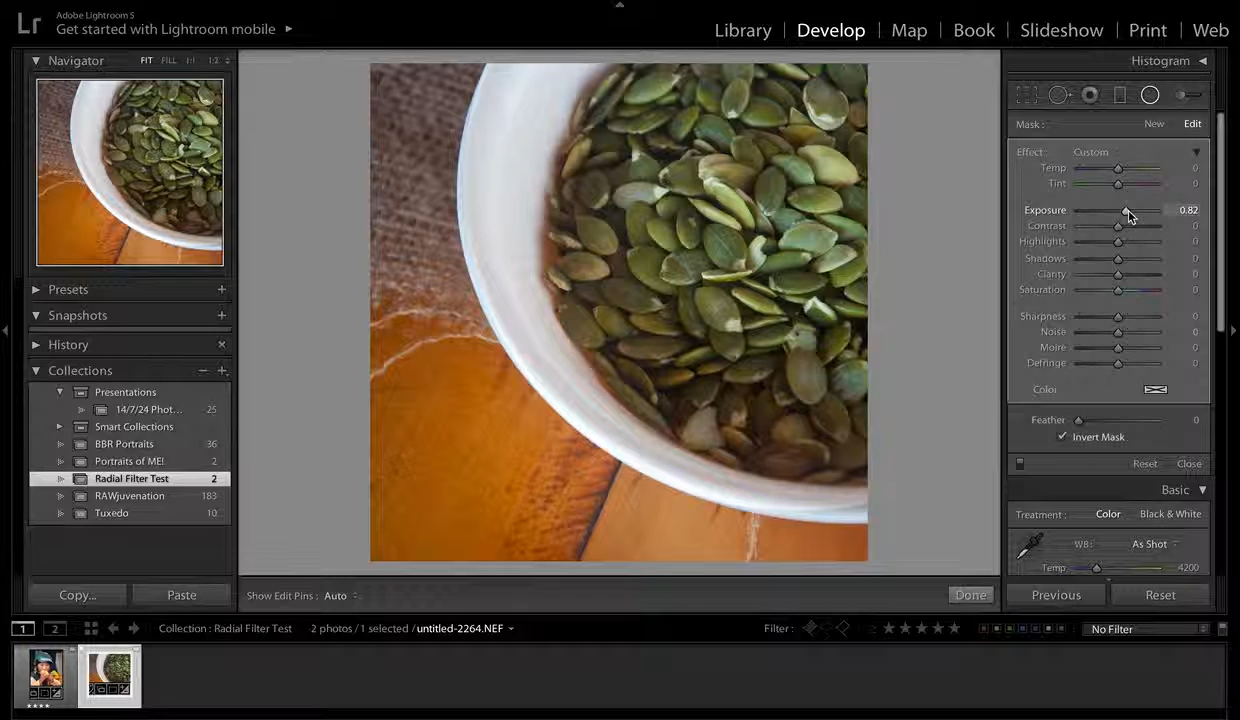 Lr
Adobe Lightroom 5
Get started with Lightroom mobile
Library | Develop | Map | Book | Slideshow | Print | Web
Navigator FIT FILL 1:1 1:2
Histogram
Mask : New Edit
Effect : Custom
Temp 0
Tint 0
Exposure 0.82
Contrast 0
Highlights 0
Shadows 0
Clarity 0
Saturation 0
Sharpness 0
Noise 0
Moire 0
Defringe 0
Color
Feather 0
Invert Mask
Reset Close
Basic
Treatment : Color Black & White
WB: As Shot
Temp 4200
Previous Reset
Presets +
Snapshots +
History ×
Collections − +
Presentations
14/7/24 Phot... 25
Smart Collections
BBR Portraits 36
Portraits of ME! 2
Radial Filter Test 2
RAWjuvenation 183
Tuxedo 10
Copy... Paste
Show Edit Pins : Auto
Done
1 2 Collection : Radial Filter Test 2 photos / 1 selected / untitled-2264.NEF
Filter : ≥ ★★★★★ No Filter
★★★★